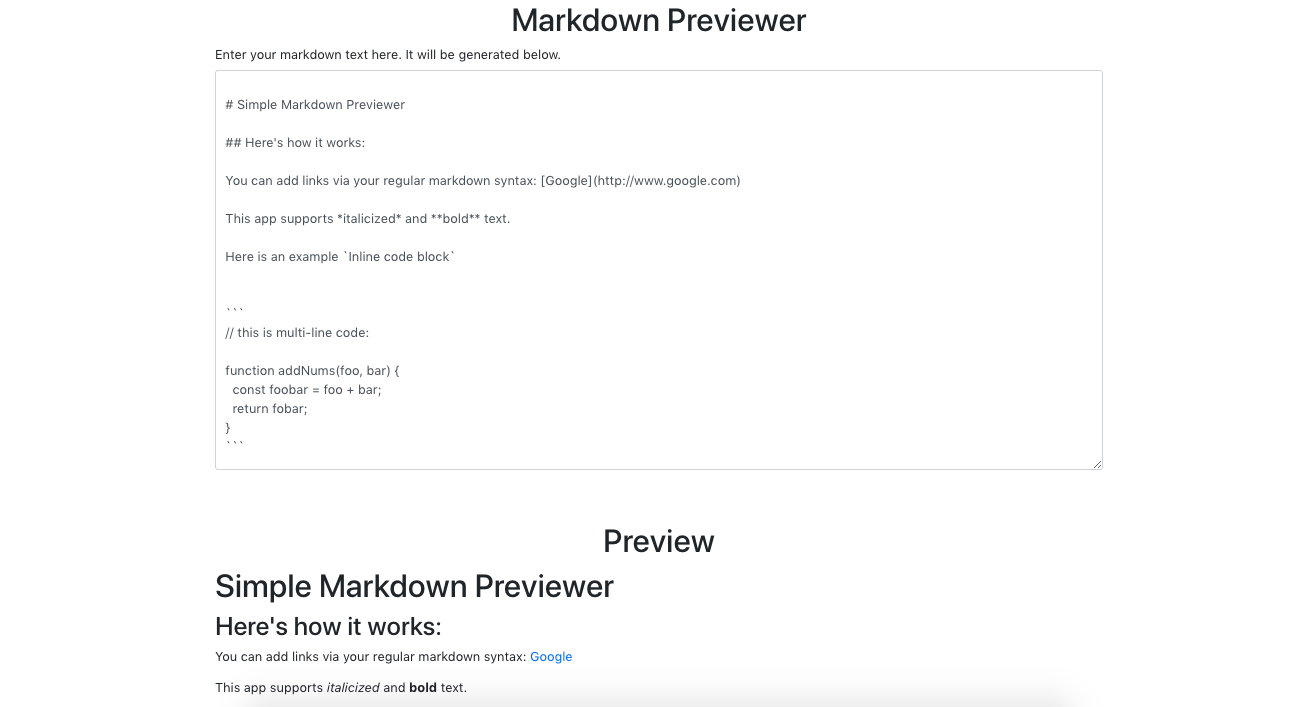 Markdown Previewer
Enter your markdown text here. It will be generated below.
# Simple Markdown Previewer
## Here's how it works:
You can add links via your regular markdown syntax: [Google](http://www.google.com)
This app supports *italicized* and **bold** text.
Here is an example `Inline code block`
```
// this is multi-line code:
function addNums(foo, bar) {
  const foobar = foo + bar;
  return fobar;
}
```
Preview
Simple Markdown Previewer
Here's how it works:
You can add links via your regular markdown syntax: Google
This app supports italicized and bold text.